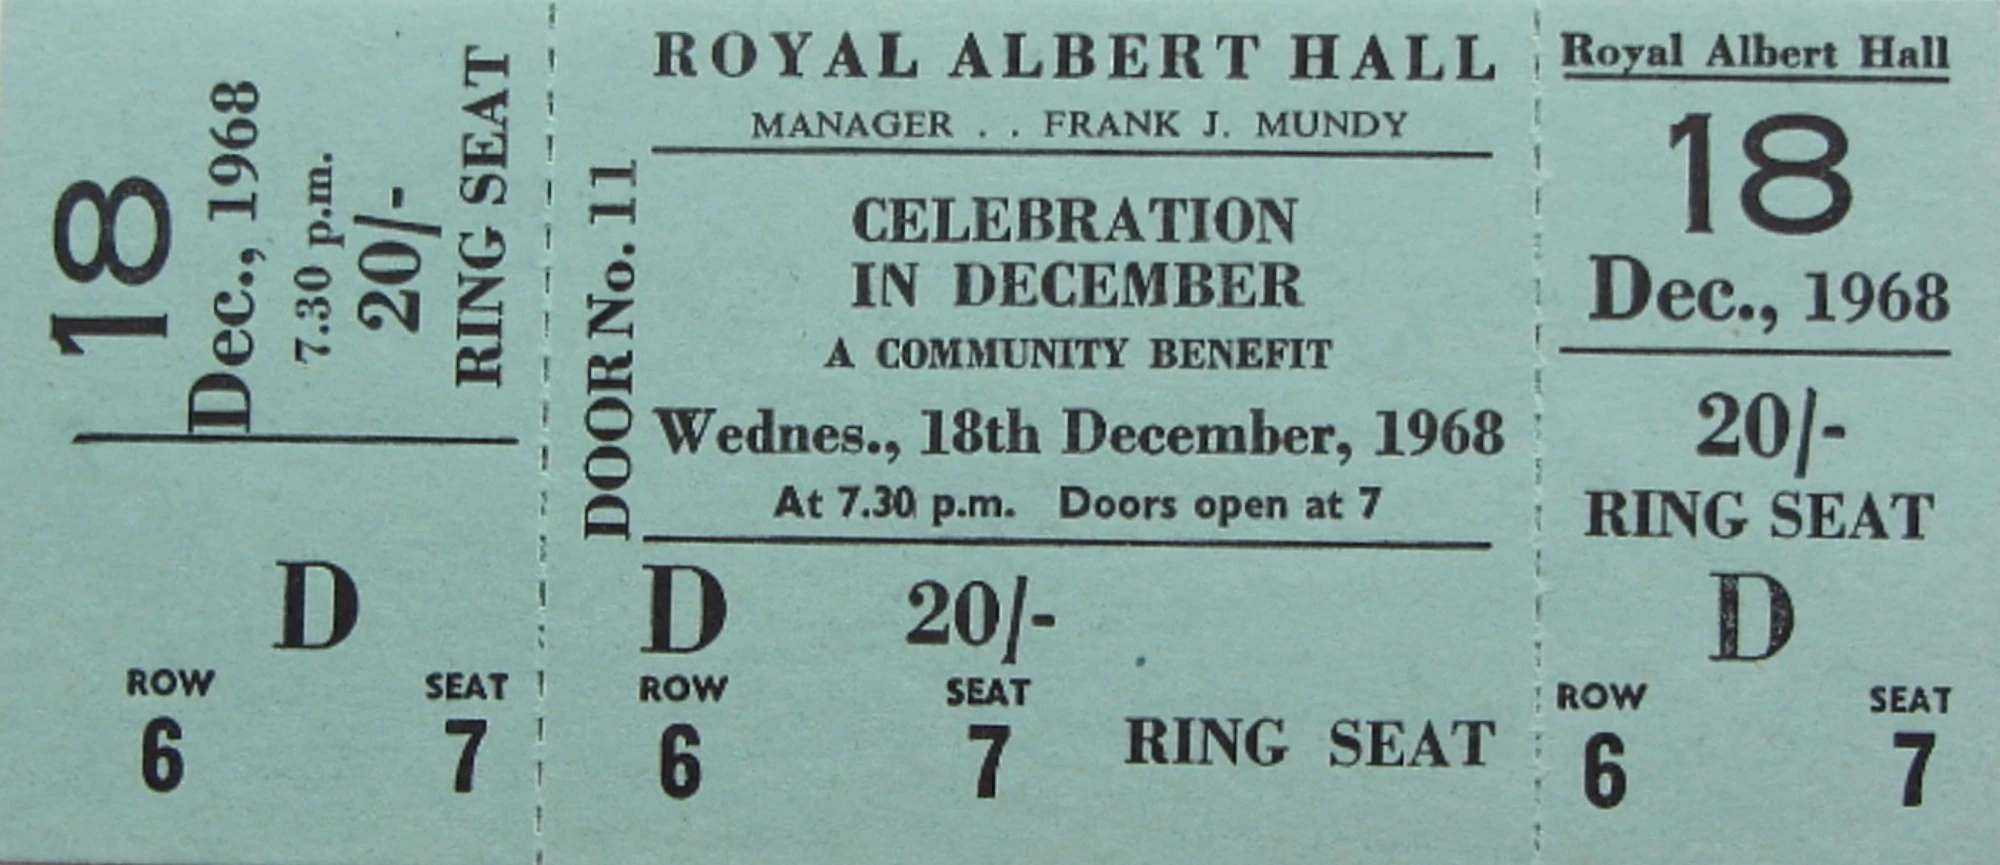 18
Dec., 1968
7.30 p.m.
20/-
RING SEAT
D
ROW SEAT
6 7
DOOR No. 11
ROYAL ALBERT HALL
MANAGER . . FRANK J. MUNDY
CELEBRATION
IN DECEMBER
A COMMUNITY BENEFIT
Wednes., 18th December, 1968
At 7.30 p.m. Doors open at 7
D 20/-
ROW SEAT
6 7 RING SEAT
Royal Albert Hall
18
Dec., 1968
20/-
RING SEAT
D
ROW SEAT
6 7